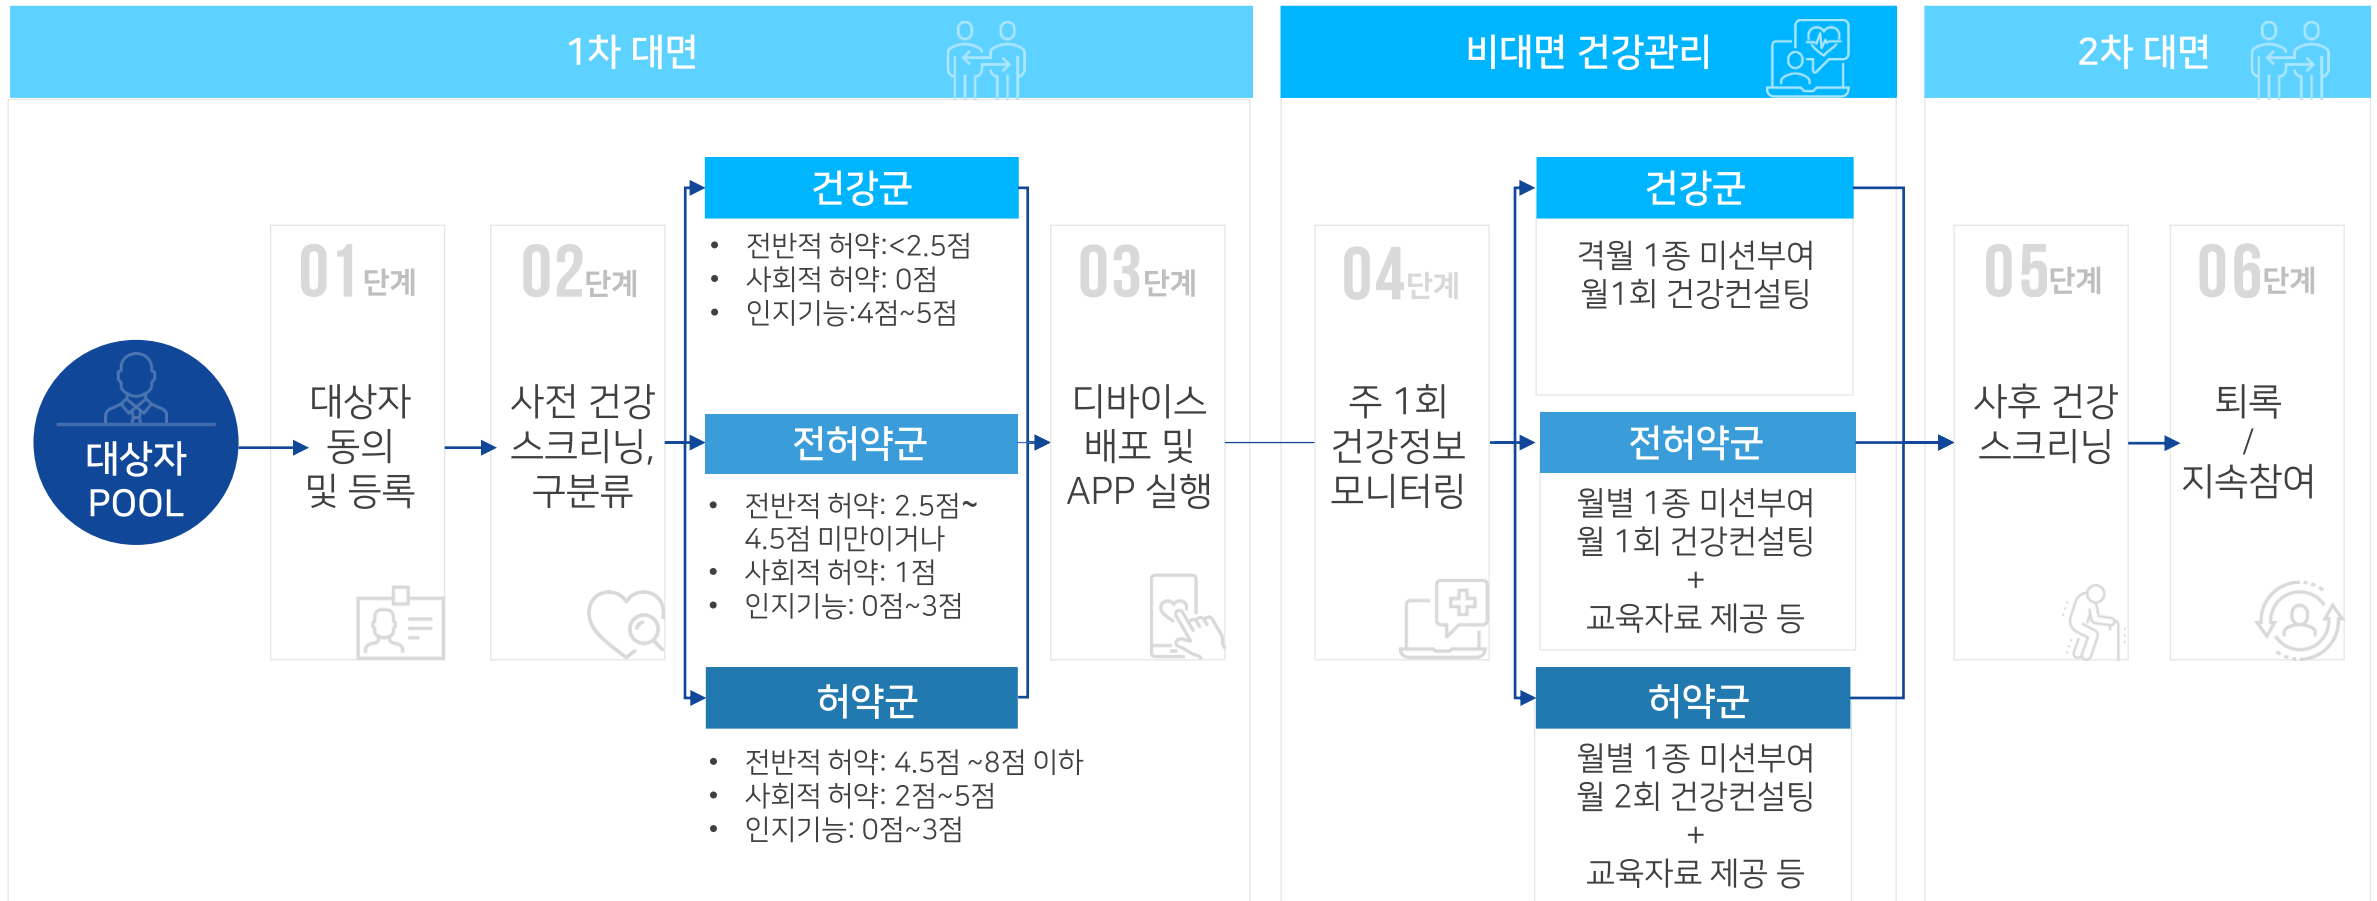 1차 대면
비대면 건강관리
2차 대면
대상자
POOL
01단계
대상자
동의
및 등록
02단계
사전 건강
스크리닝,
구분류
건강군
• 전반적 허약:<2.5점
• 사회적 허약: 0점
• 인지기능:4점~5점
전허약군
• 전반적 허약: 2.5점~
4.5점 미만이거나
• 사회적 허약: 1점
• 인지기능: 0점~3점
허약군
• 전반적 허약: 4.5점 ~8점 이하
• 사회적 허약: 2점~5점
• 인지기능: 0점~3점
03단계
디바이스
배포 및
APP 실행
04단계
주 1회
건강정보
모니터링
건강군
격월 1종 미션부여
월1회 건강컨설팅
전허약군
월별 1종 미션부여
월 1회 건강컨설팅
+
교육자료 제공 등
허약군
월별 1종 미션부여
월 2회 건강컨설팅
+
교육자료 제공 등
05단계
사후 건강
스크리닝
06단계
퇴록
/
지속참여